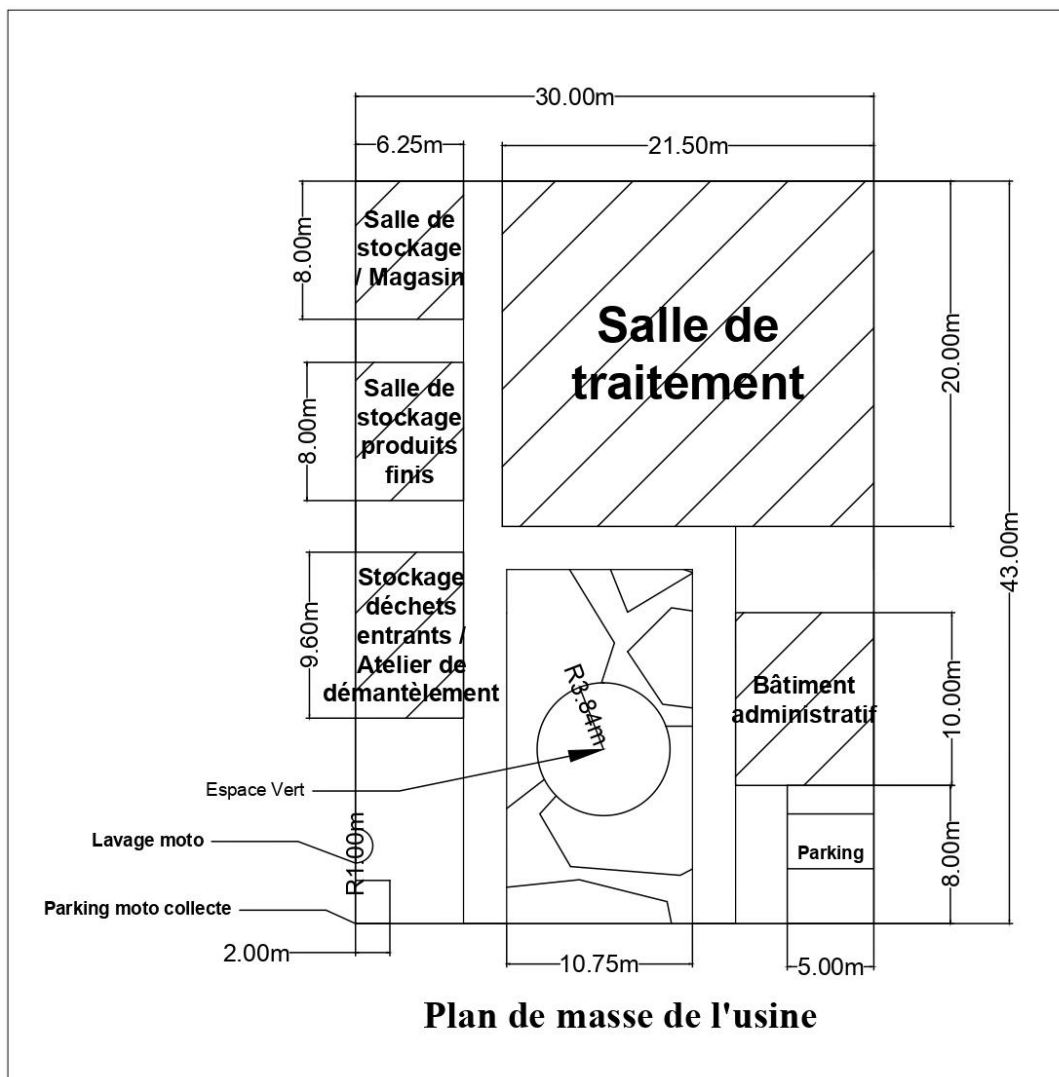 30.00m
6.25m
21.50m
8.00m
Salle de
stockage
/ Magasin
Salle de
traitement
20.00m
43.00m
8.00m
Salle de
stockage
produits
finis
9.60m
Stockage
déchets
entrants /
Atelier de
démantèlement
R3.84m
Bâtiment
administratif
10.00m
Espace Vert
Lavage moto
R1.00m
Parking
8.00m
Parking moto collecte
2.00m
10.75m
5.00m
Plan de masse de l'usine